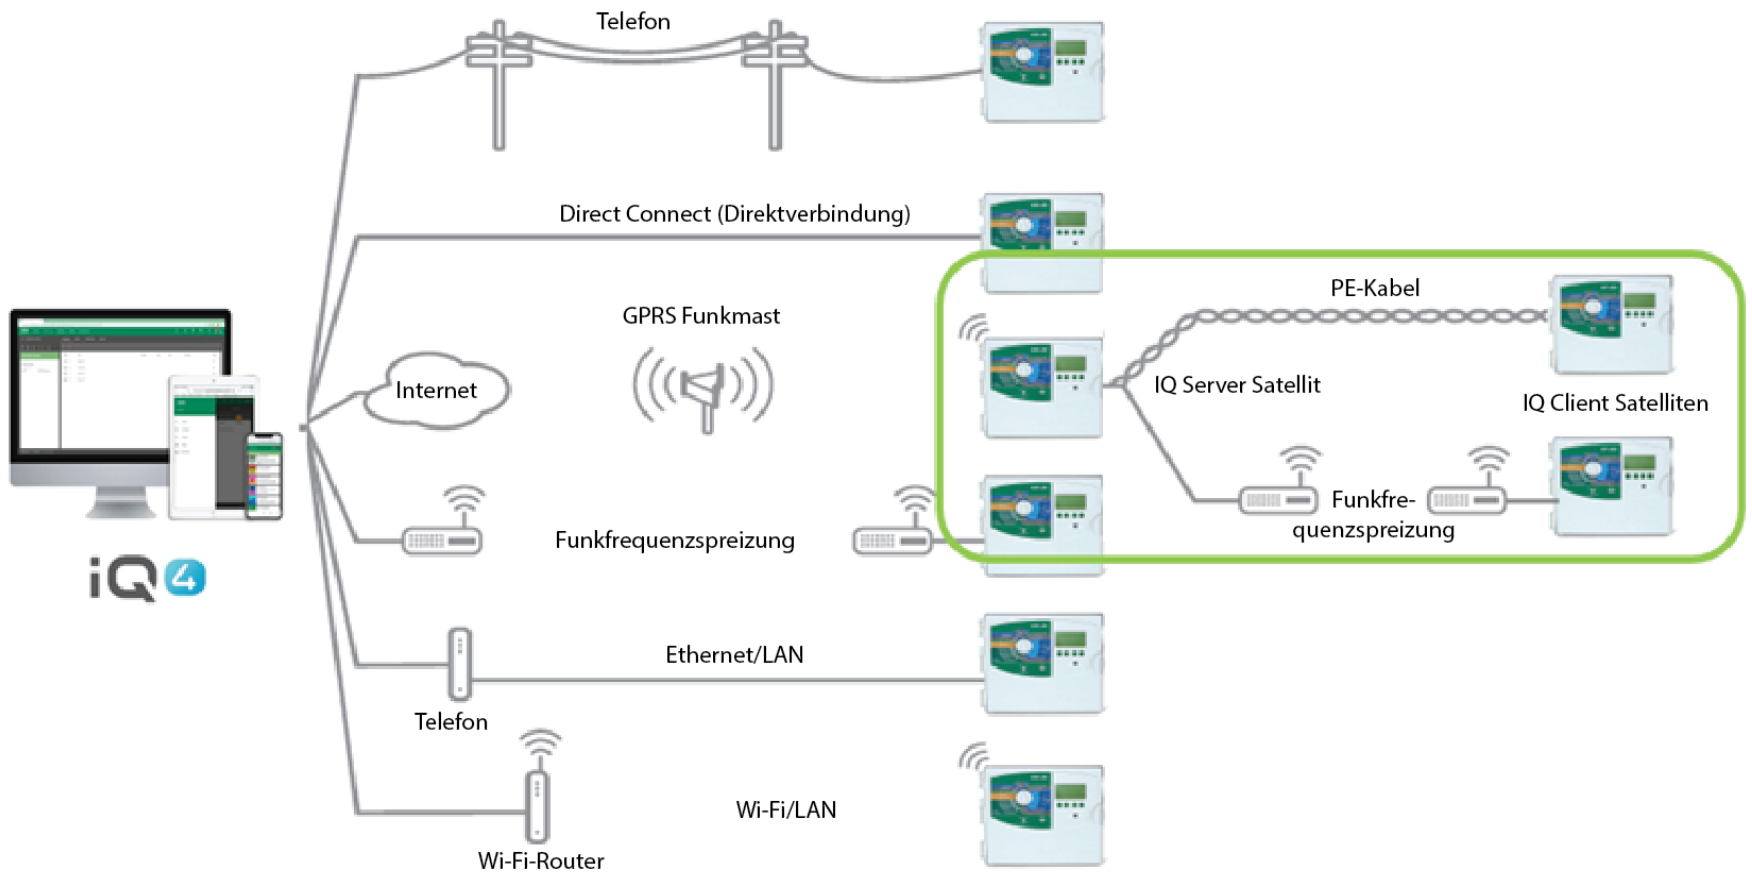 Telefon
Direct Connect (Direktverbindung)
PE-Kabel
GPRS Funkmast
Internet
IQ Server Satellit
IQ Client Satelliten
Funkfre-
quenzspreizung
Funkfrequenzspreizung
iQ4
Ethernet/LAN
Telefon
Wi-Fi/LAN
Wi-Fi-Router